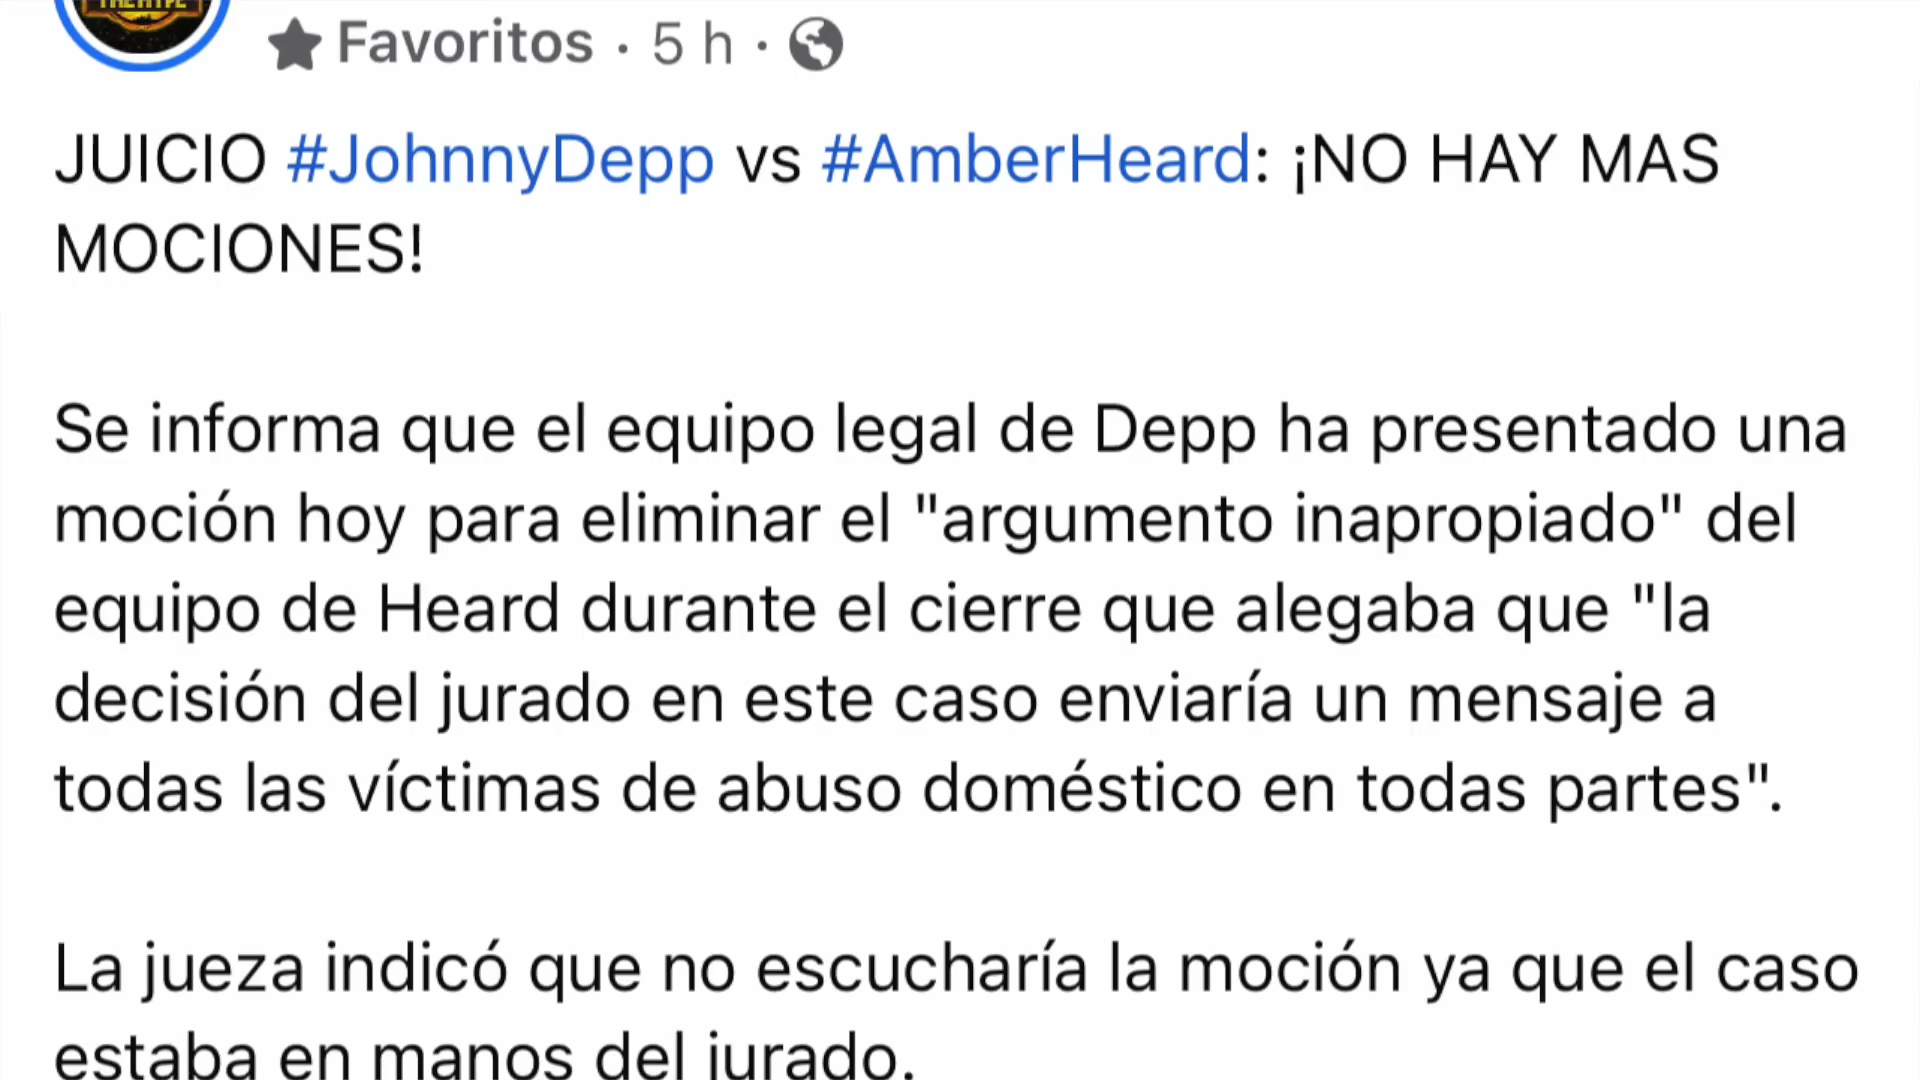 THE HYPE
Favoritos · 5 h ·
JUICIO #JohnnyDepp vs #AmberHeard: ¡NO HAY MAS
MOCIONES!
Se informa que el equipo legal de Depp ha presentado una
moción hoy para eliminar el "argumento inapropiado" del
equipo de Heard durante el cierre que alegaba que "la
decisión del jurado en este caso enviaría un mensaje a
todas las víctimas de abuso doméstico en todas partes".
La jueza indicó que no escucharía la moción ya que el caso
estaba en manos del jurado.